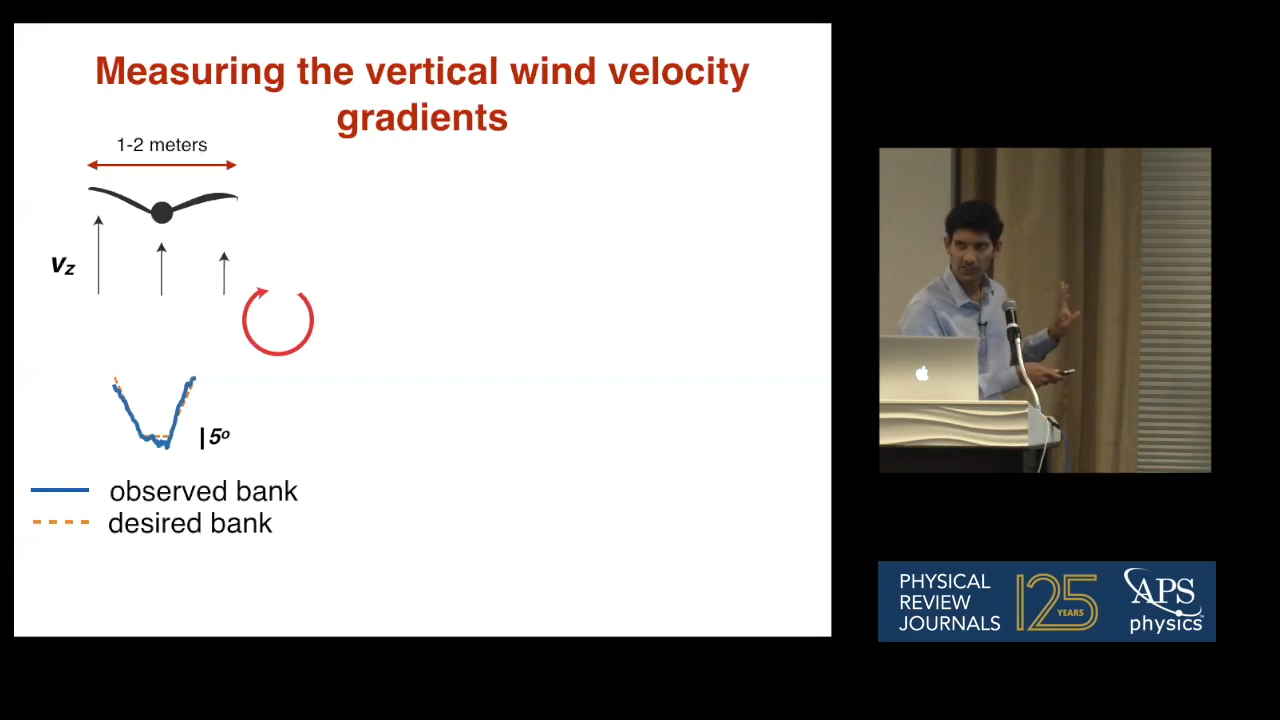 Measuring the vertical wind velocity
gradients
1-2 meters
vz
5o
observed bank
desired bank
PHYSICAL
REVIEW
JOURNALS
125
YEARS
APS
physics